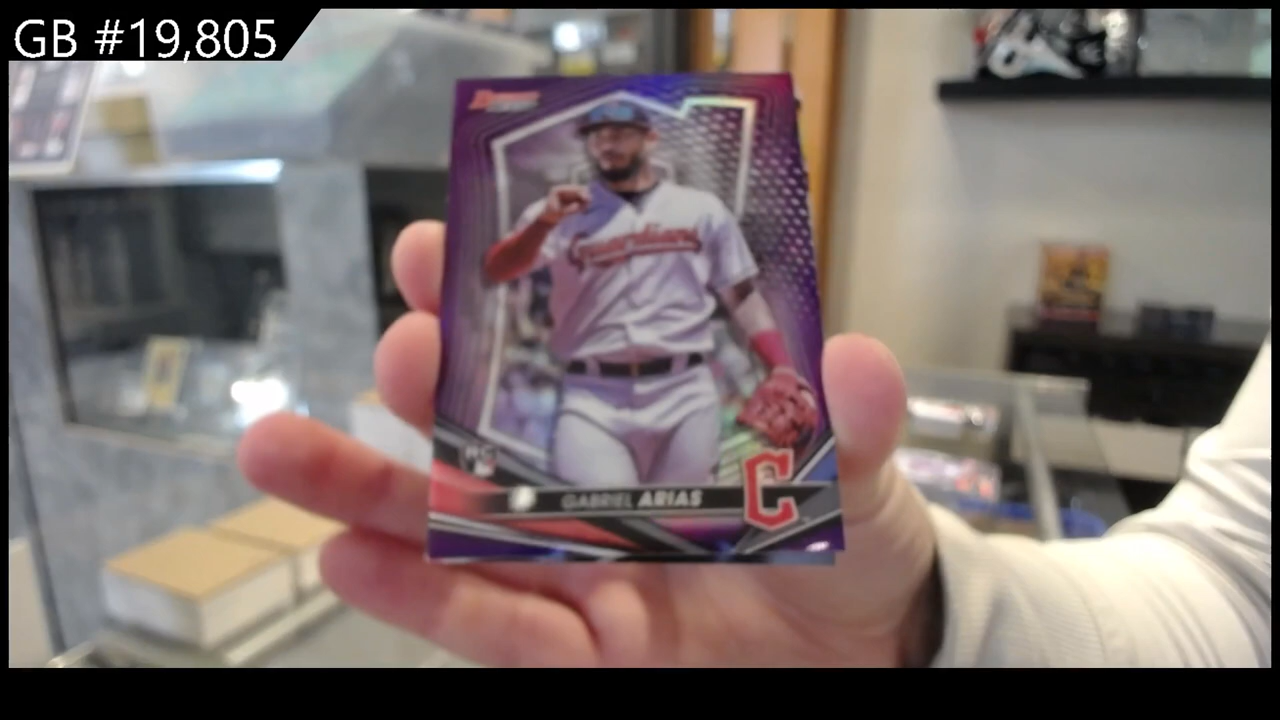 GB #19,805
Bowman
Guardians
RC
GABRIEL ARIAS
C